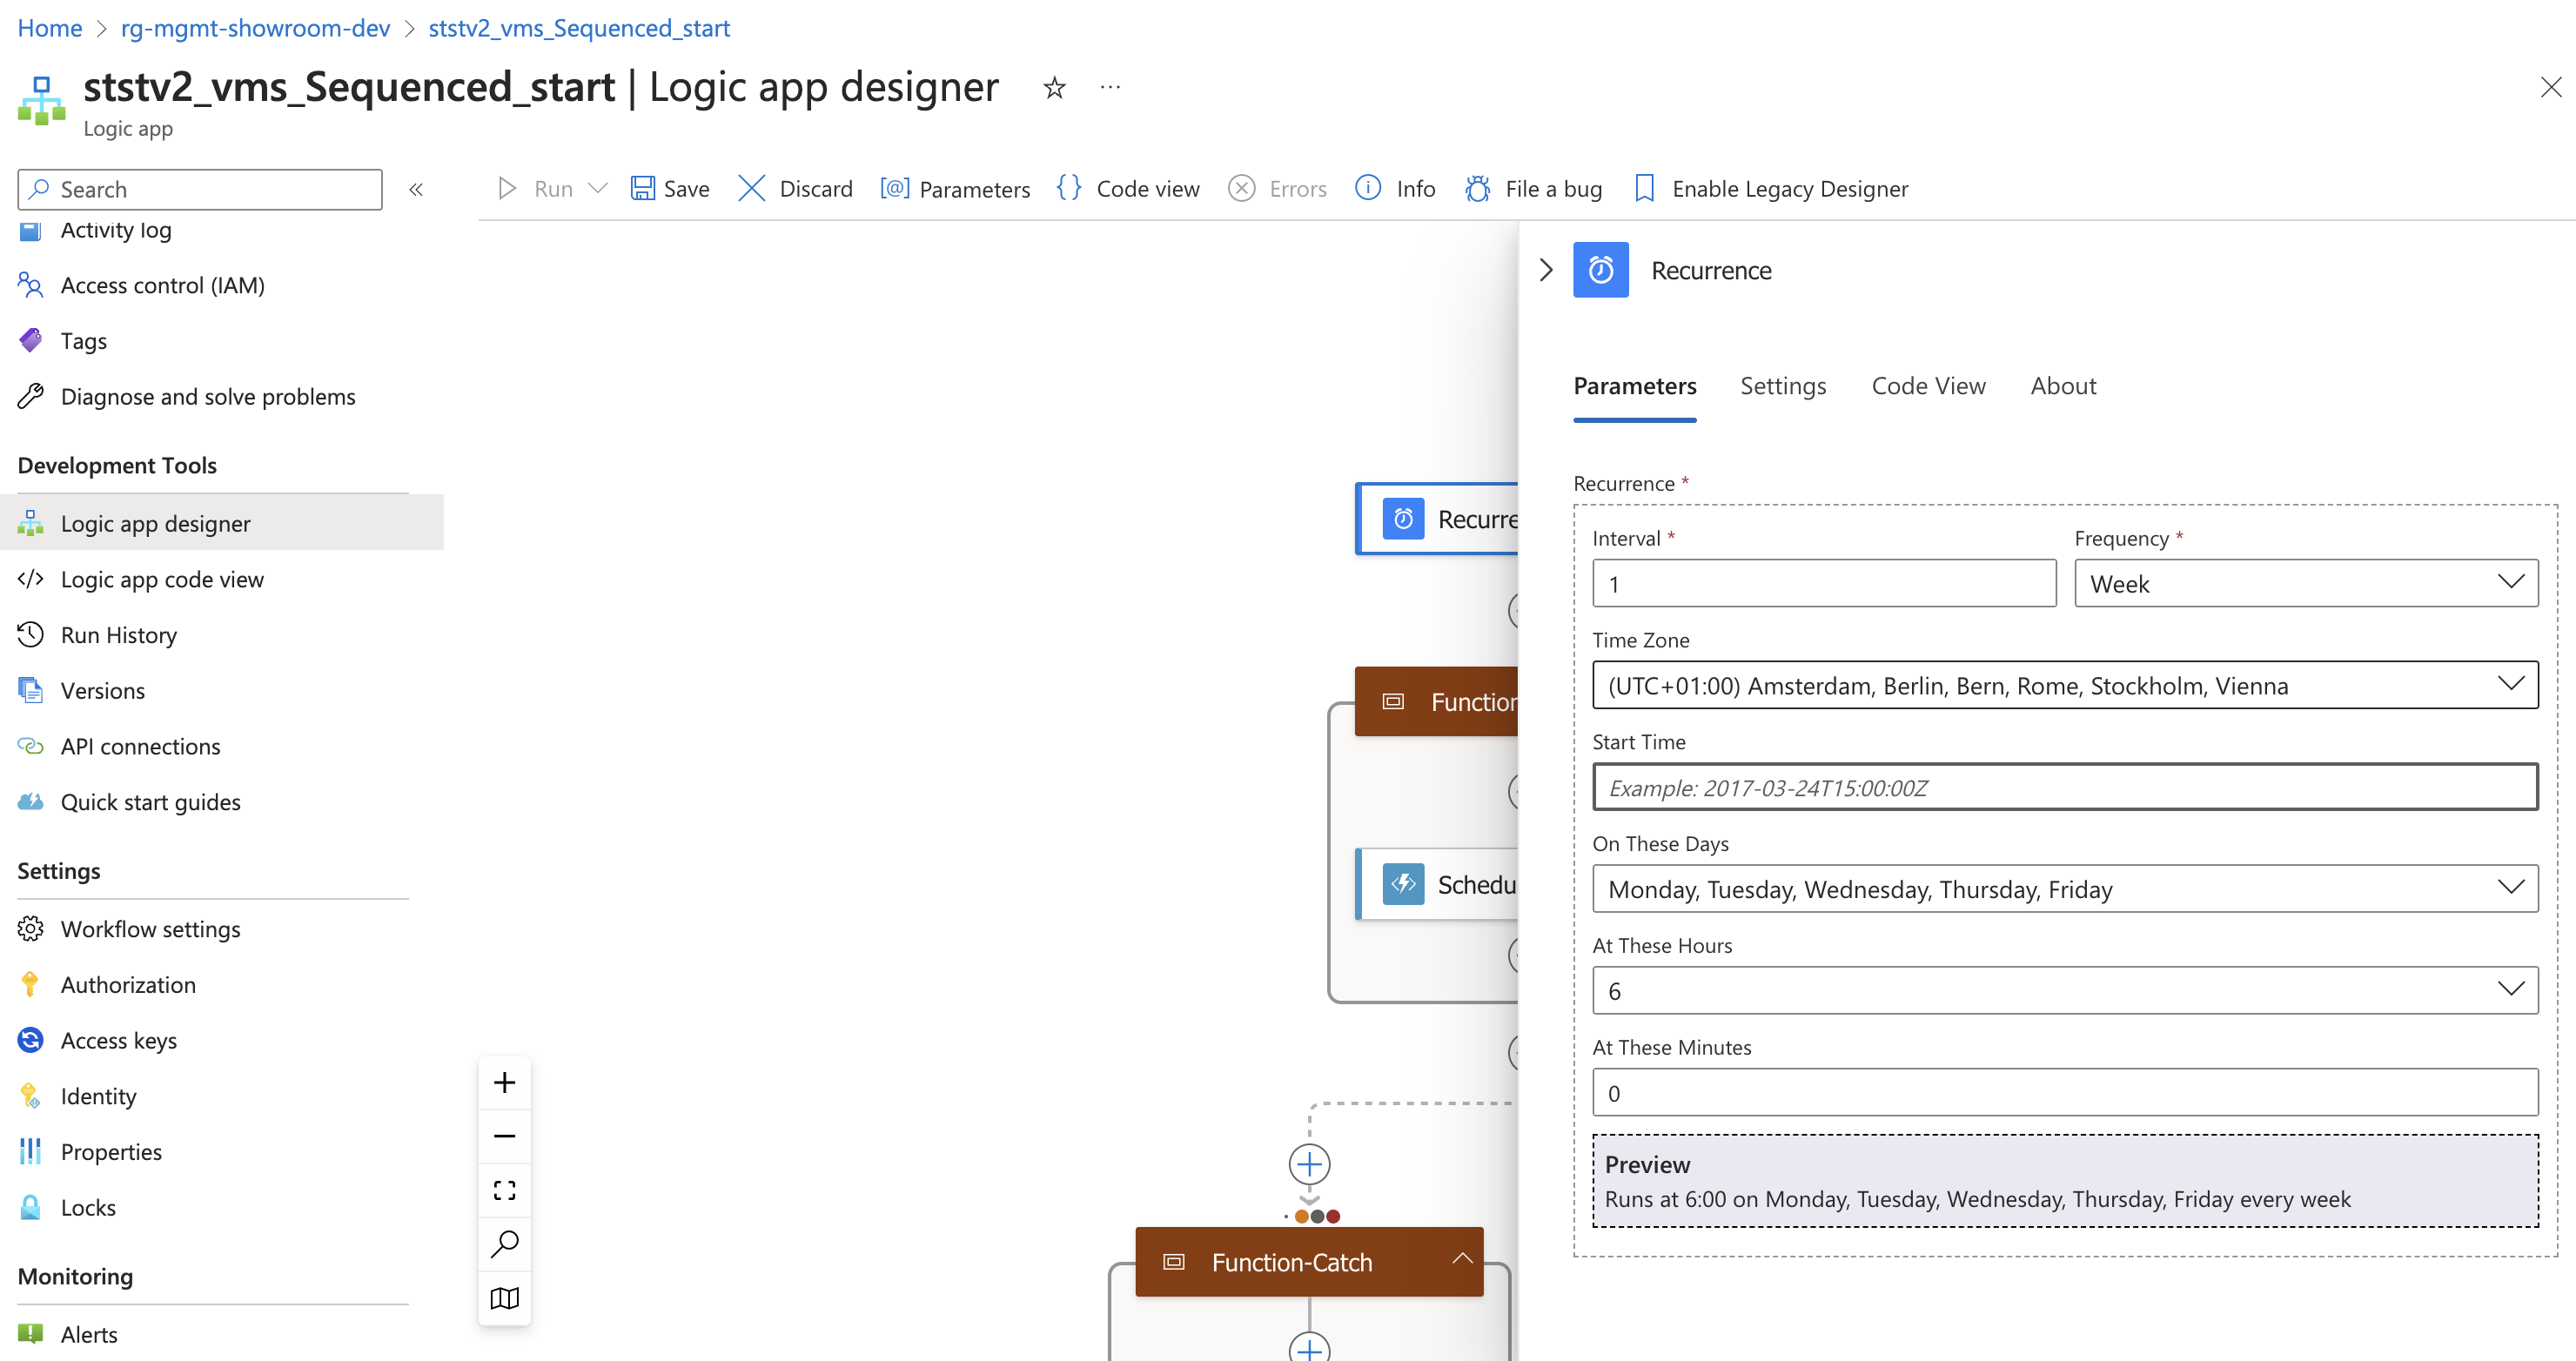 Home > rg-mgmt-showroom-dev > ststv2_vms_Sequenced_start
ststv2_vms_Sequenced_start | Logic app designer
Logic app
Search
Run Save Discard Parameters Code view Errors Info File a bug Enable Legacy Designer
Activity log
Access control (IAM)
Tags
Diagnose and solve problems
Development Tools
Logic app designer
Logic app code view
Run History
Versions
API connections
Quick start guides
Settings
Workflow settings
Authorization
Access keys
Identity
Properties
Locks
Monitoring
Alerts
Recurre
Function
Schedu
Function-Catch
Recurrence
Parameters Settings Code View About
Recurrence *
Interval * Frequency *
1 Week
Time Zone
(UTC+01:00) Amsterdam, Berlin, Bern, Rome, Stockholm, Vienna
Start Time
Example: 2017-03-24T15:00:00Z
On These Days
Monday, Tuesday, Wednesday, Thursday, Friday
At These Hours
6
At These Minutes
0
Preview
Runs at 6:00 on Monday, Tuesday, Wednesday, Thursday, Friday every week